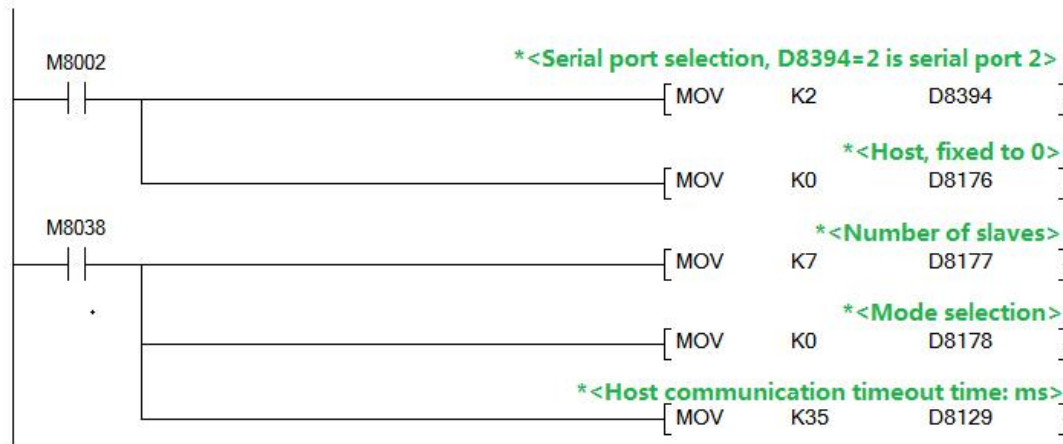 *<Serial port selection, D8394=2 is serial port 2>
M8002
MOV K2 D8394
*<Host, fixed to 0>
MOV K0 D8176
M8038
*<Number of slaves>
MOV K7 D8177
*<Mode selection>
MOV K0 D8178
*<Host communication timeout time: ms>
MOV K35 D8129